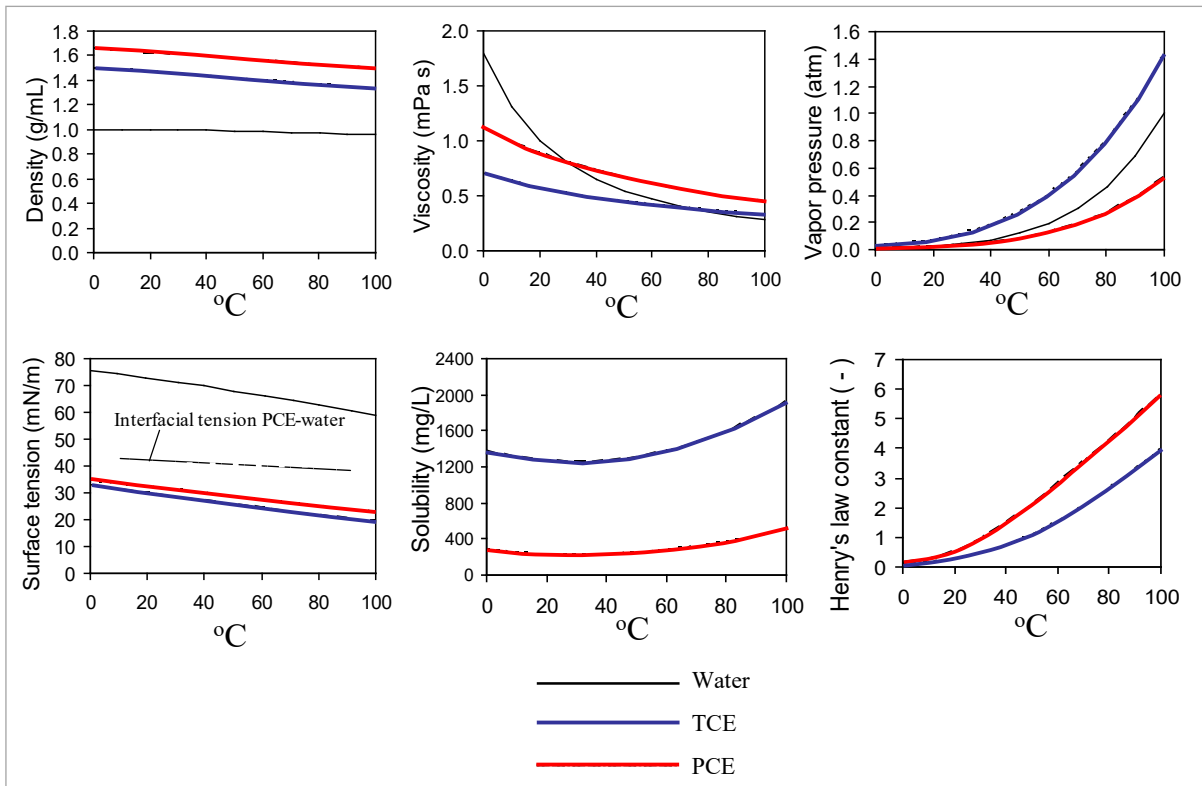 Density (g/mL)
1.8
1.6
1.4
1.2
1.0
0.8
0.6
0.4
0.2
0.0
0 20 40 60 80 100
°C
Viscosity (mPa s)
2.0
1.5
1.0
0.5
0.0
0 20 40 60 80 100
°C
Vapor pressure (atm)
1.6
1.4
1.2
1.0
0.8
0.6
0.4
0.2
0.0
0 20 40 60 80 100
°C
Surface tension (mN/m)
80
70
60
50
40
30
20
10
0
Interfacial tension PCE-water
0 20 40 60 80 100
°C
Solubility (mg/L)
2400
2000
1600
1200
800
400
0
0 20 40 60 80 100
°C
Henry's law constant ( - )
7
6
5
4
3
2
1
0
0 20 40 60 80 100
°C
Water
TCE
PCE